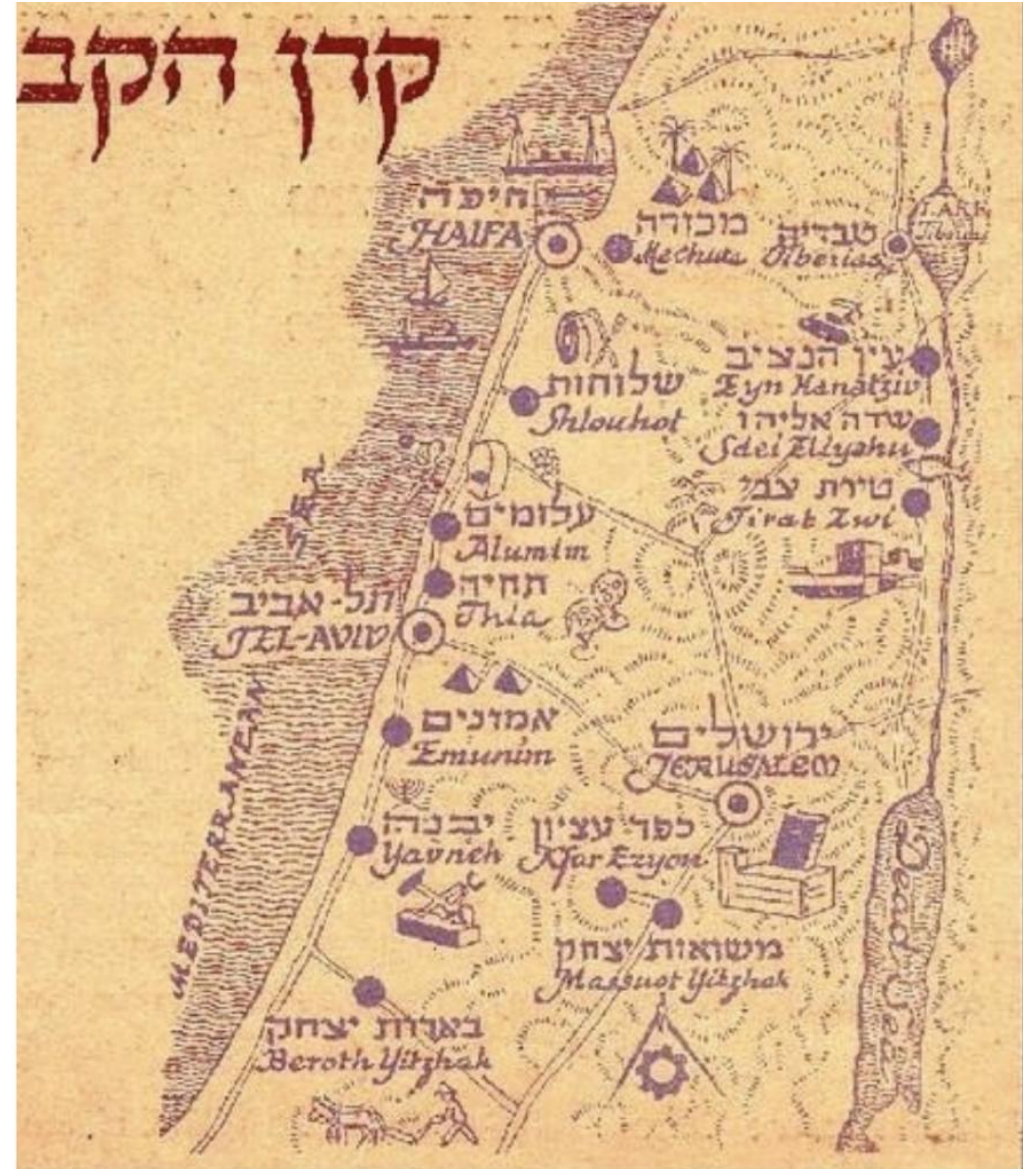 קרן הקב
חיפה
HAIFA
מכורה
Mechura
טבריה
Tiberias
LAKE
Tiberias
עין הנציב
Eyn Hanatziv
שלוחות
Shlouhot
שדה אליהו
Sdei Eliyahu
טירת צבי
Tirat Zwi
SEA
עלומים
Alumim
תחיה
Thia
תל-אביב
TEL-AVIV
אמונים
Emunim
ירושלים
JERUSALEM
MEDITERRANEAN
יבנה
Yavneh
כפר עציון
Kfar Ezyon
משואות יצחק
Massuot Yitzhak
Dead Sea
בארות יצחק
Beroth Yitzhak